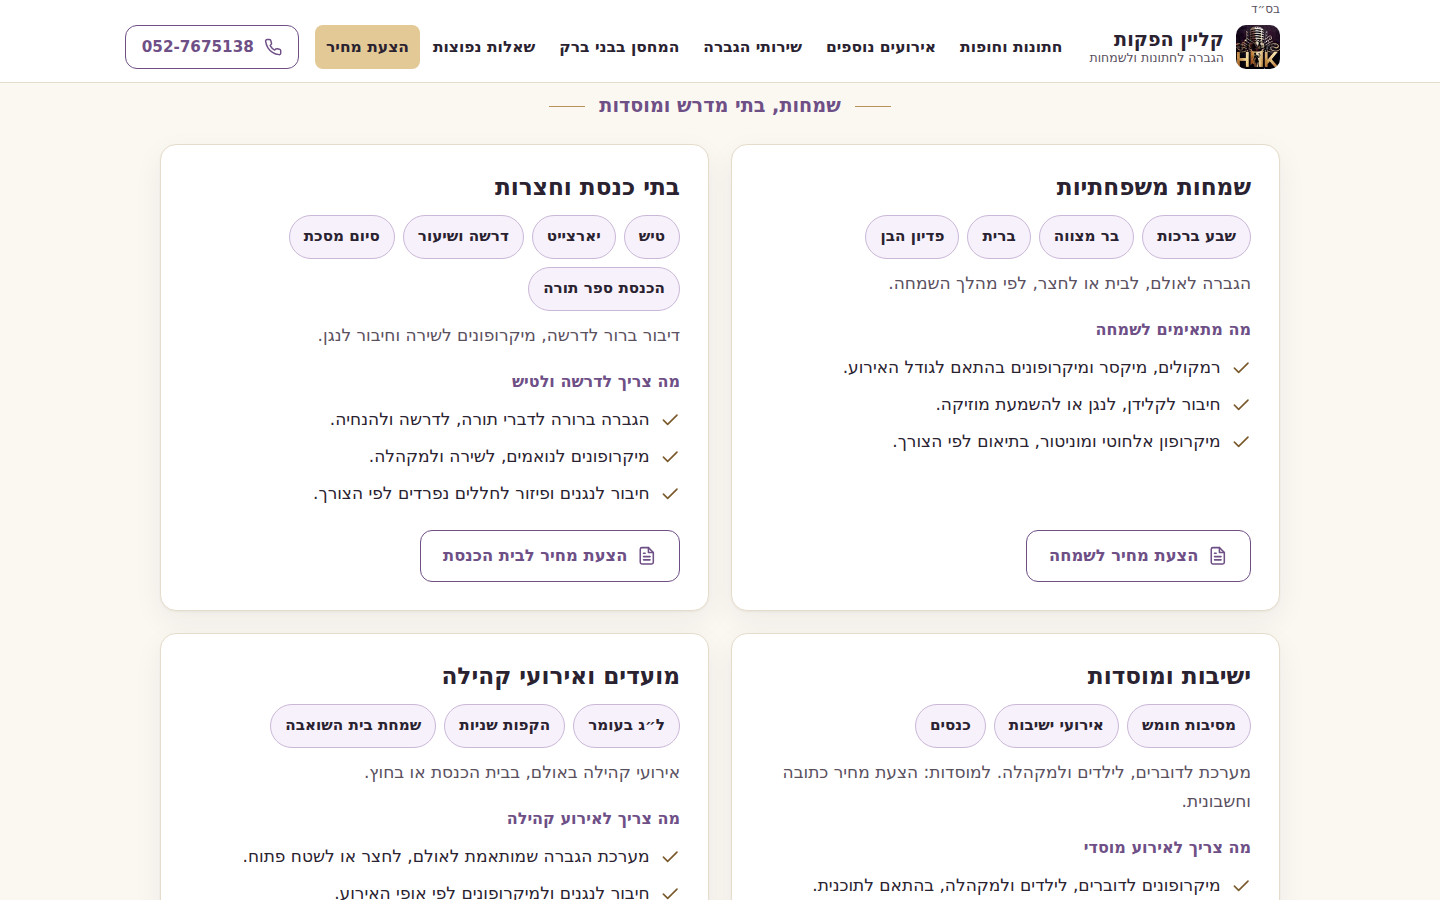 בס״ד
קליין הפקות
הגברה לחתונות ולשמחות
חתונות וחופות
אירועים נוספים
שירותי הגברה
המחסן בבני ברק
שאלות נפוצות
הצעת מחיר
052-7675138
שמחות, בתי מדרש ומוסדות
שמחות משפחתיות
שבע ברכות
בר מצווה
ברית
פדיון הבן
הגברה לאולם, לבית או לחצר, לפי מהלך השמחה.
מה מתאימים לשמחה
רמקולים, מיקסר ומיקרופונים בהתאם לגודל האירוע.
חיבור לקלידן, לנגן או להשמעת מוזיקה.
מיקרופון אלחוטי ומוניטור, בתיאום לפי הצורך.
הצעת מחיר לשמחה
בתי כנסת וחצרות
טיש
יארצייט
דרשה ושיעור
סיום מסכת
הכנסת ספר תורה
דיבור ברור לדרשה, מיקרופונים לשירה וחיבור לנגן.
מה צריך לדרשה ולטיש
הגברה ברורה לדברי תורה, לדרשה ולהנחיה.
מיקרופונים לנואמים, לשירה ולמקהלה.
חיבור לנגנים ופיזור לחללים נפרדים לפי הצורך.
הצעת מחיר לבית הכנסת
ישיבות ומוסדות
מסיבות חומש
אירועי ישיבות
כנסים
מערכת לדוברים, לילדים ולמקהלה. למוסדות: הצעת מחיר כתובה
וחשבונית.
מה צריך לאירוע מוסדי
מיקרופונים לדוברים, לילדים ולמקהלה, בהתאם לתוכנית.
מועדים ואירועי קהילה
ל״ג בעומר
הקפות שניות
שמחת בית השואבה
אירועי קהילה באולם, בבית הכנסת או בחוץ.
מה צריך לאירוע קהילה
מערכת הגברה שמותאמת לאולם, לחצר או לשטח פתוח.
חיבור לנגנים ולמיקרופונים לפי אופי האירוע.